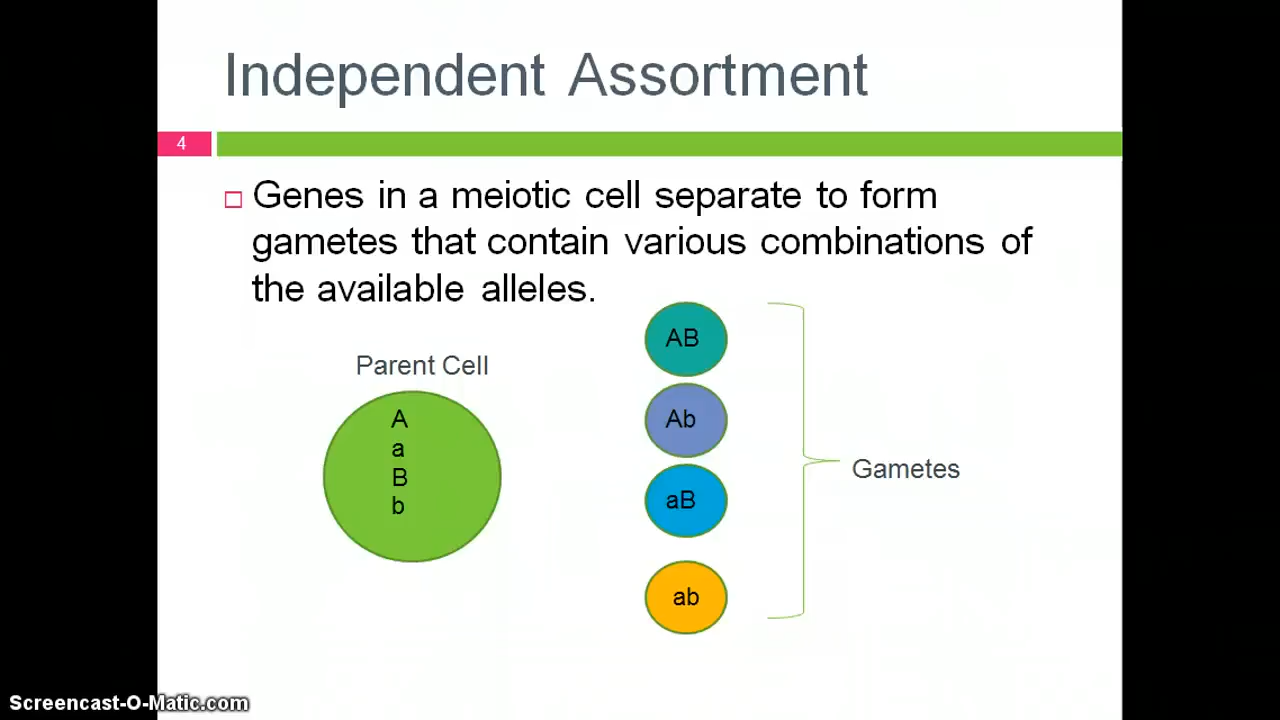 Independent Assortment
4
Genes in a meiotic cell separate to form
gametes that contain various combinations of
the available alleles.
Parent Cell
A
a
B
b
AB
Ab
aB
ab
Gametes
Screencast-O-Matic.com